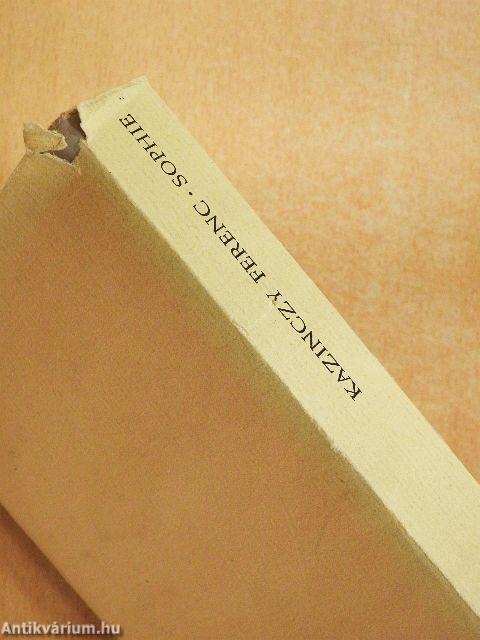 KAZINCZY FERENC · SOPHIE
Antikvárium.hu